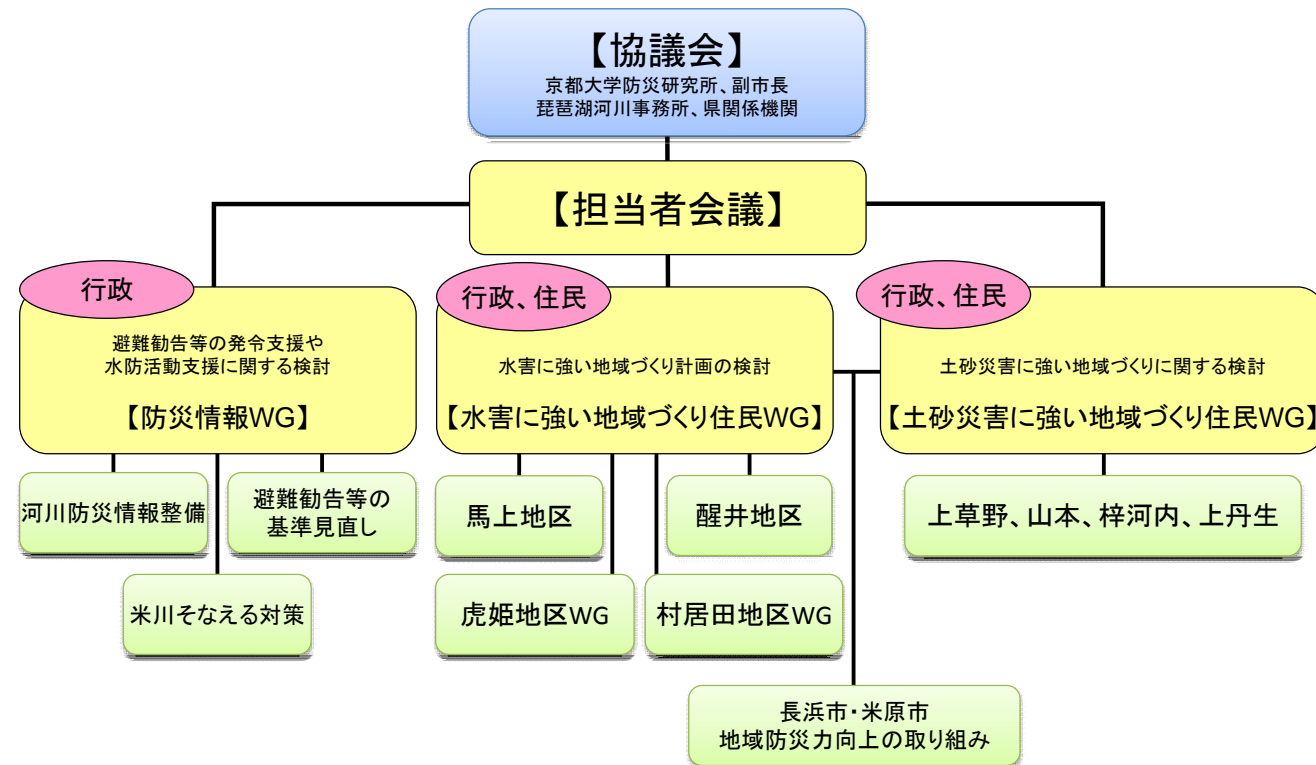 【協議会】
京都大学防災研究所、副市長
琵琶湖河川事務所、県関係機関
【担当者会議】
行政
避難勧告等の発令支援や
水防活動支援に関する検討
【防災情報WG】
行政、住民
水害に強い地域づくり計画の検討
【水害に強い地域づくり住民WG】
行政、住民
土砂災害に強い地域づくりに関する検討
【土砂災害に強い地域づくり住民WG】
河川防災情報整備
避難勧告等の
基準見直し
米川そなえる対策
馬上地区
醒井地区
虎姫地区WG
村居田地区WG
上草野、山本、梓河内、上丹生
長浜市・米原市
地域防災力向上の取り組み